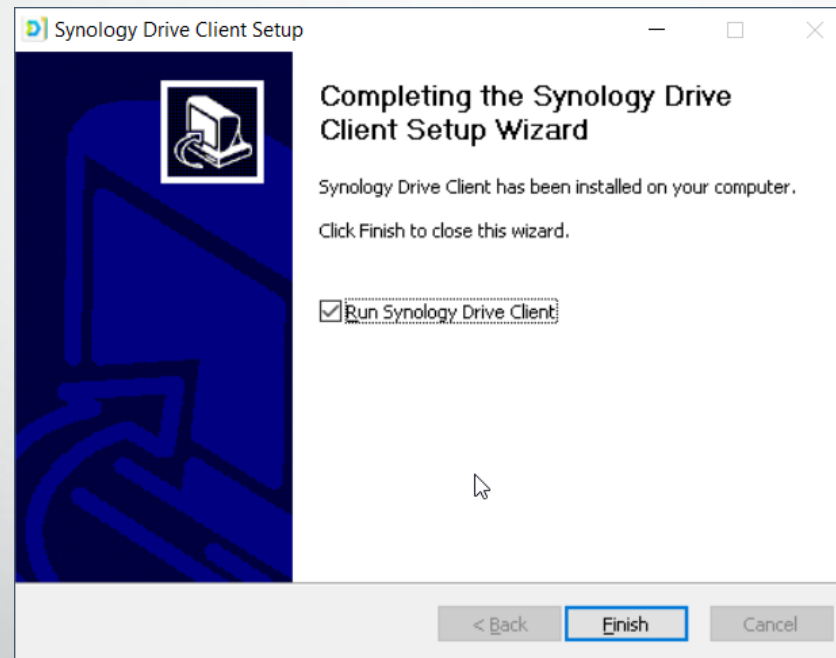 Synology Drive Client Setup
Completing the Synology Drive
Client Setup Wizard
Synology Drive Client has been installed on your computer.
Click Finish to close this wizard.
Run Synology Drive Client
< Back Finish Cancel